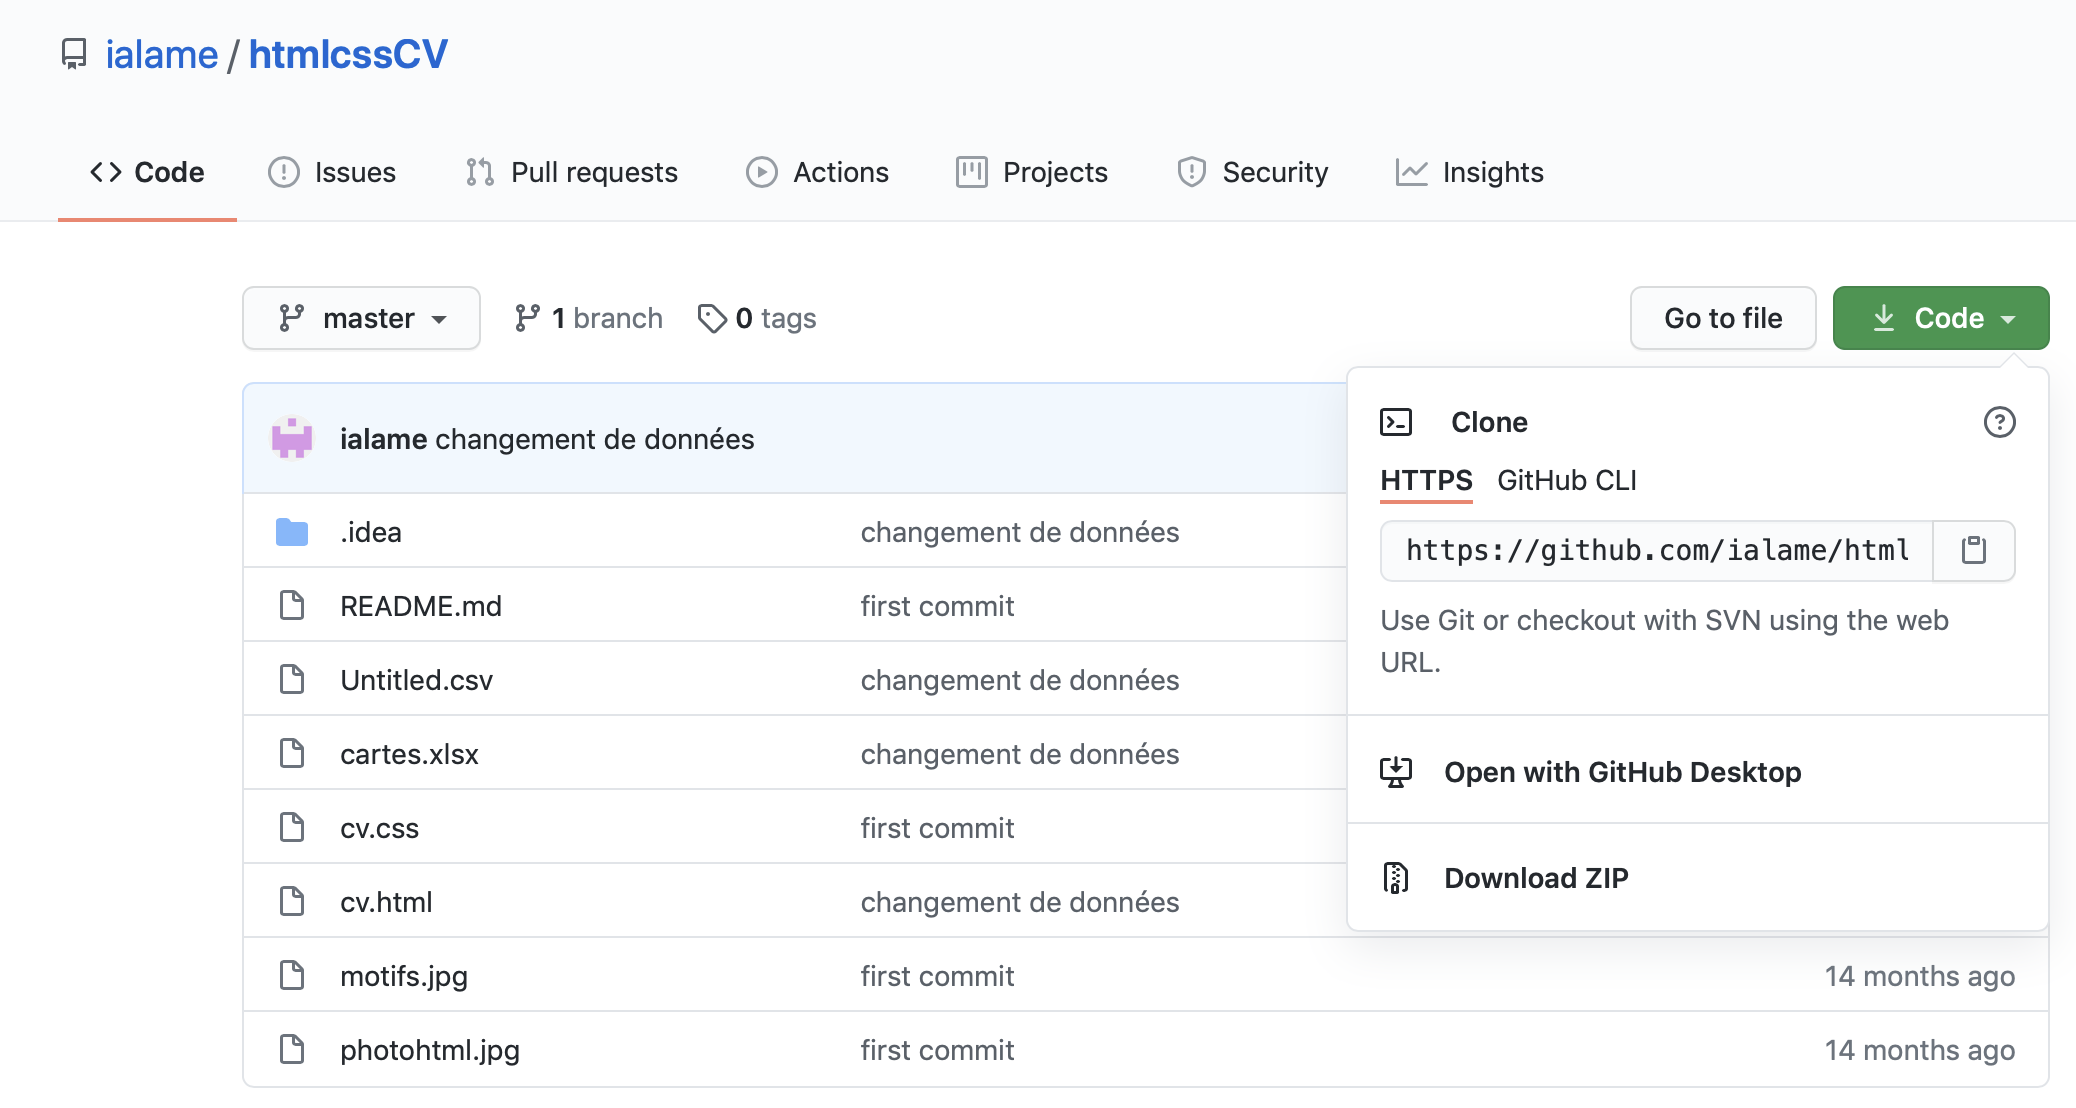 ialame / htmlcssCV
Code Issues Pull requests Actions Projects Security Insights
master 1 branch 0 tags Go to file Code
ialame changement de données
.idea changement de données
README.md first commit
Untitled.csv changement de données
cartes.xlsx changement de données
cv.css first commit
cv.html changement de données
motifs.jpg first commit 14 months ago
photohtml.jpg first commit 14 months ago
Clone
HTTPS GitHub CLI
https://github.com/ialame/html
Use Git or checkout with SVN using the web
URL.
Open with GitHub Desktop
Download ZIP